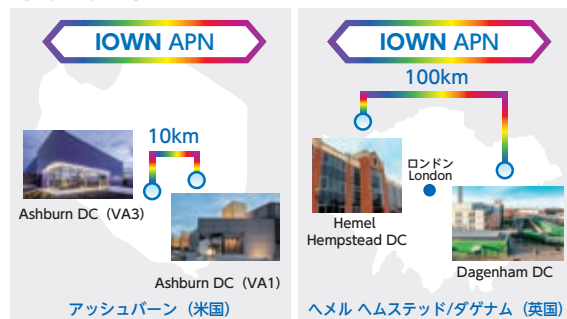 IOWN APN
10km
Ashburn DC（VA3）
Ashburn DC（VA1）
アッシュバーン（米国）
IOWN APN
100km
ロンドン
London
Hemel
Hempstead DC
Dagenham DC
ヘメル ヘムステッド/ダゲナム（英国）